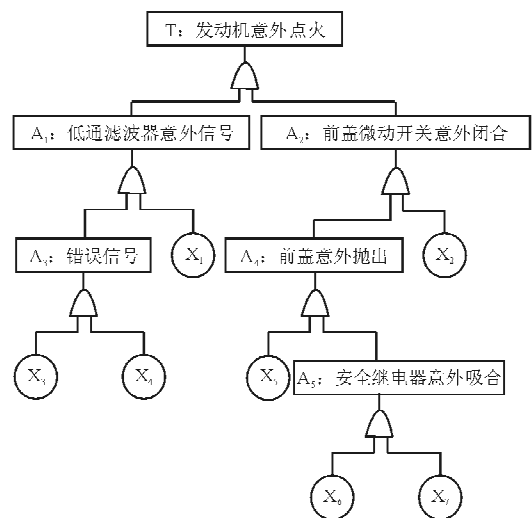 T：发动机意外点火
A₁：低通滤波器意外信号
A₂：前盖微动开关意外闭合
A₃：错误信号
X₁
A₄：前盖意外抛出
X₂
X₃
X₄
X₅
A₅：安全继电器意外吸合
X₆
X₇